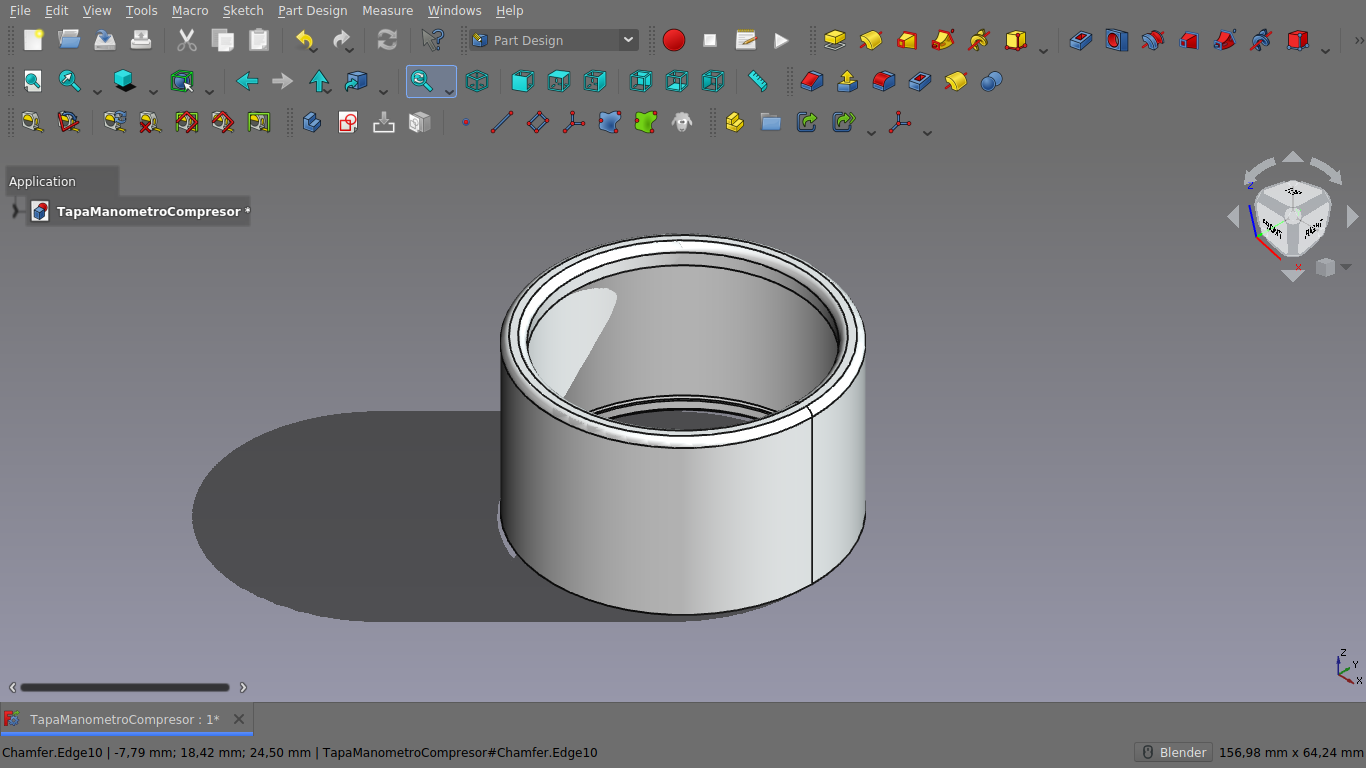 File Edit View Tools Macro Sketch Part Design Measure Windows Help
Part Design
Application
TapaManometroCompresor *
Z
FRONT
RIGHT
X
Z
Y
X
TapaManometroCompresor : 1*
Chamfer.Edge10 | -7,79 mm; 18,42 mm; 24,50 mm | TapaManometroCompresor#Chamfer.Edge10
Blender 156,98 mm x 64,24 mm